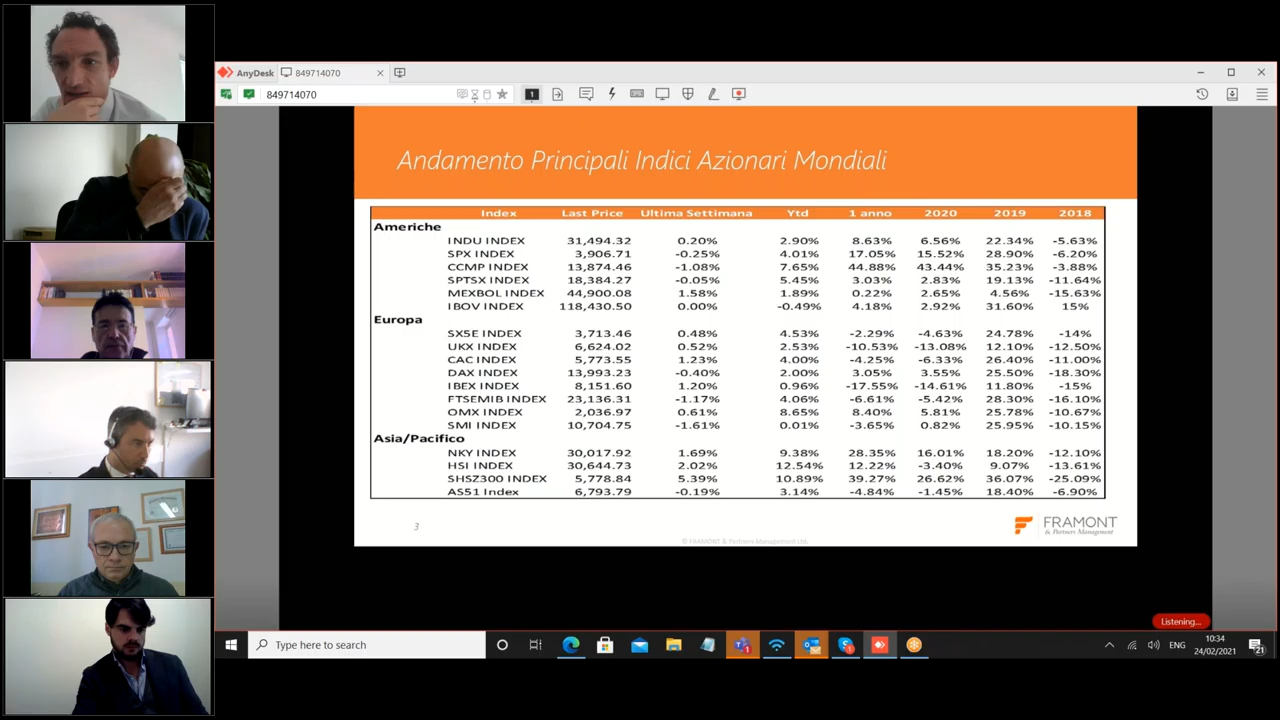 AnyDesk
849714070
849714070
1
Andamento Principali Indici Azionari Mondiali
Index Last Price Ultima Settimana Ytd 1 anno 2020 2019 2018
Americhe
INDU INDEX 31,494.32 0.20% 2.90% 8.63% 6.56% 22.34% -5.63%
SPX INDEX 3,906.71 -0.25% 4.01% 17.05% 15.52% 28.90% -6.20%
CCMP INDEX 13,874.46 -1.08% 7.65% 44.88% 43.44% 35.23% -3.88%
SPTSX INDEX 18,384.27 -0.05% 5.45% 3.03% 2.83% 19.13% -11.64%
MEXBOL INDEX 44,900.08 1.58% 1.89% 0.22% 2.65% 4.56% -15.63%
IBOV INDEX 118,430.50 0.00% -0.49% 4.18% 2.92% 31.60% 15%
Europa
SX5E INDEX 3,713.46 0.48% 4.53% -2.29% -4.63% 24.78% -14%
UKX INDEX 6,624.02 0.52% 2.53% -10.53% -13.08% 12.10% -12.50%
CAC INDEX 5,773.55 1.23% 4.00% -4.25% -6.33% 26.40% -11.00%
DAX INDEX 13,993.23 -0.40% 2.00% 3.05% 3.55% 25.50% -18.30%
IBEX INDEX 8,151.60 1.20% 0.96% -17.55% -14.61% 11.80% -15%
FTSEMIB INDEX 23,136.31 -1.17% 4.06% -6.61% -5.42% 28.30% -16.10%
OMX INDEX 2,036.97 0.61% 8.65% 8.40% 5.81% 25.78% -10.67%
SMI INDEX 10,704.75 -1.61% 0.01% -3.65% 0.82% 25.95% -10.15%
Asia/Pacifico
NKY INDEX 30,017.92 1.69% 9.38% 28.35% 16.01% 18.20% -12.10%
HSI INDEX 30,644.73 2.02% 12.54% 12.22% -3.40% 9.07% -13.61%
SHSZ300 INDEX 5,778.84 5.39% 10.89% 39.27% 26.62% 36.07% -25.09%
AS51 Index 6,793.79 -0.19% 3.14% -4.84% -1.45% 18.40% -6.90%
3
FRAMONT
& Partners Management
© FRAMONT & Partners Management Ltd.
Listening...
Type here to search
ENG
10:34
24/02/2021
21